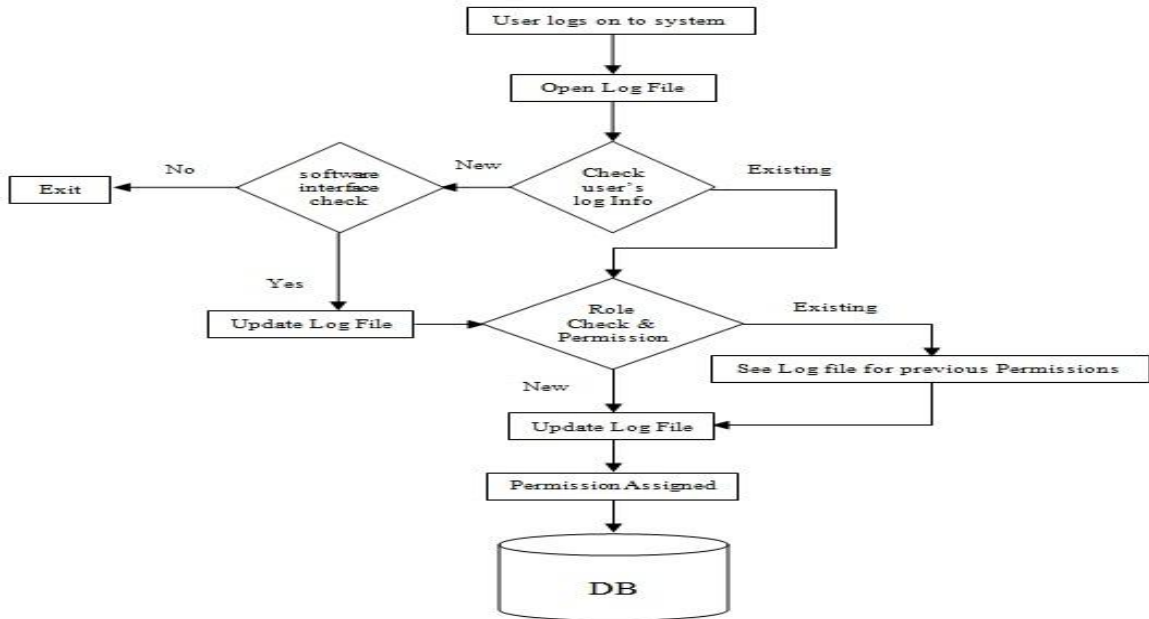 User logs on to system
Open Log File
Check
user's
log Info
New
Existing
software
interface
check
No
Exit
Yes
Update Log File
Role
Check &
Permission
Existing
See Log file for previous Permissions
New
Update Log File
Permission Assigned
DB